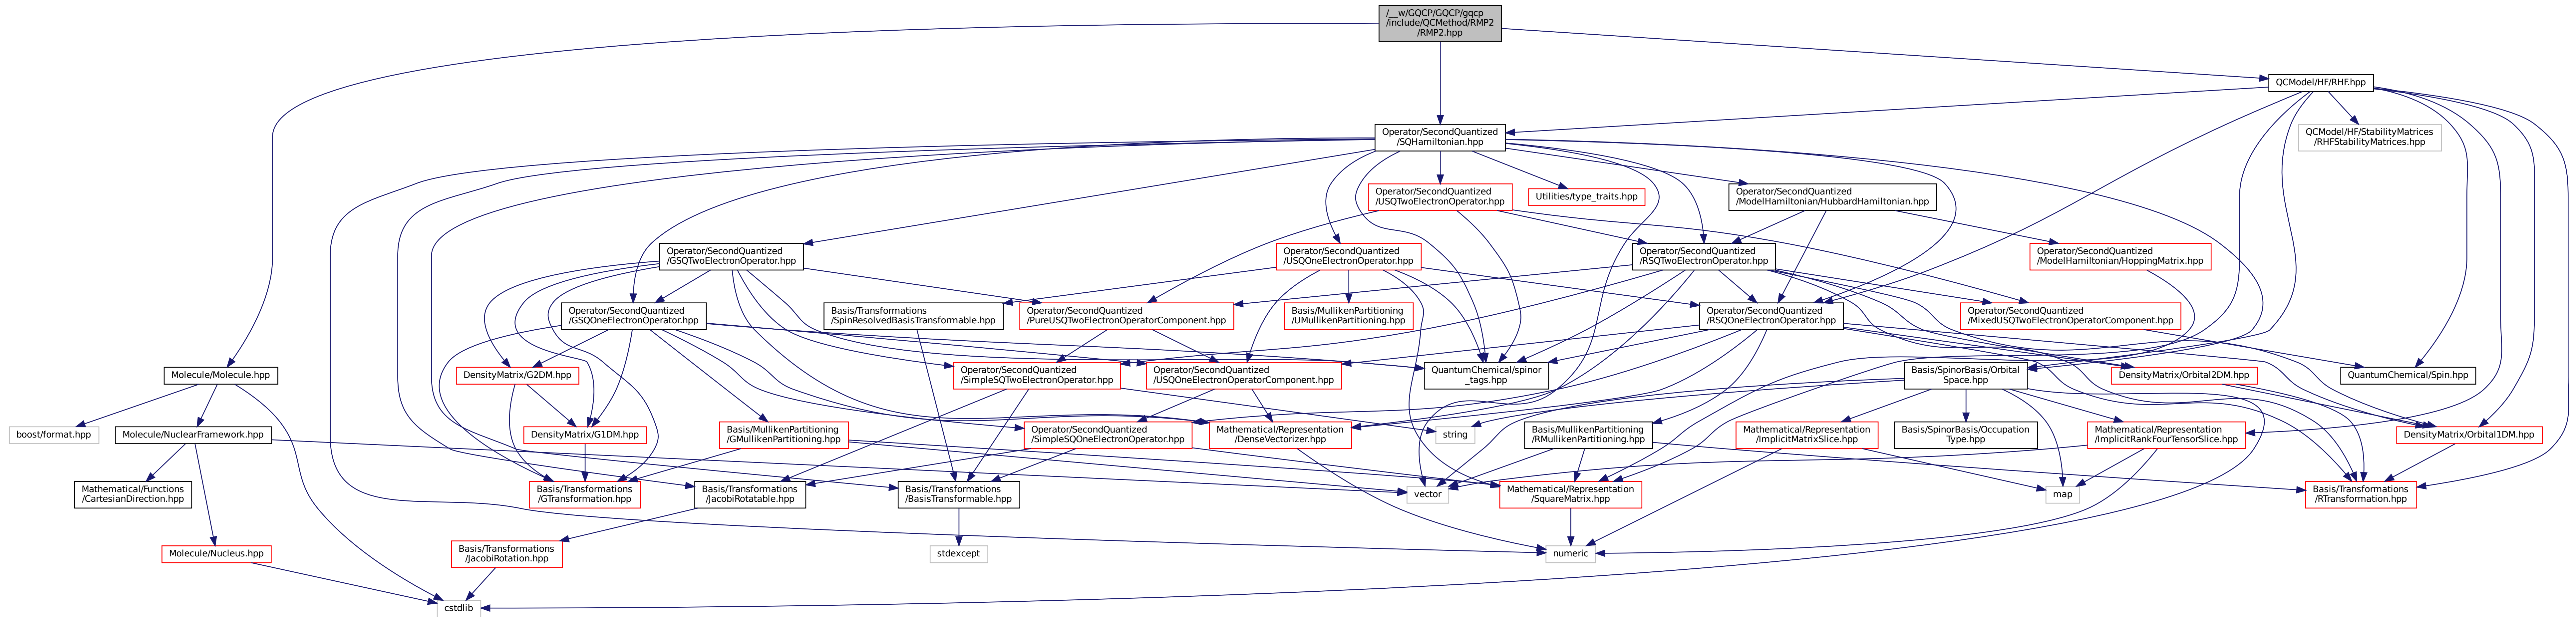 /__w/GQCP/GQCP/gqcp
/include/QCMethod/RMP2
/RMP2.hpp
QCModel/HF/RHF.hpp
Operator/SecondQuantized
/SQHamiltonian.hpp
QCModel/HF/StabilityMatrices
/RHFStabilityMatrices.hpp
Operator/SecondQuantized
/USQTwoElectronOperator.hpp
Utilities/type_traits.hpp
Operator/SecondQuantized
/ModelHamiltonian/HubbardHamiltonian.hpp
Operator/SecondQuantized
/GSQTwoElectronOperator.hpp
Operator/SecondQuantized
/USQOneElectronOperator.hpp
Operator/SecondQuantized
/RSQTwoElectronOperator.hpp
Operator/SecondQuantized
/ModelHamiltonian/HoppingMatrix.hpp
Operator/SecondQuantized
/GSQOneElectronOperator.hpp
Basis/Transformations
/SpinResolvedBasisTransformable.hpp
Operator/SecondQuantized
/PureUSQTwoElectronOperatorComponent.hpp
Basis/MullikenPartitioning
/UMullikenPartitioning.hpp
Operator/SecondQuantized
/RSQOneElectronOperator.hpp
Operator/SecondQuantized
/MixedUSQTwoElectronOperatorComponent.hpp
Molecule/Molecule.hpp
DensityMatrix/G2DM.hpp
Operator/SecondQuantized
/SimpleSQTwoElectronOperator.hpp
Operator/SecondQuantized
/USQOneElectronOperatorComponent.hpp
QuantumChemical/spinor
_tags.hpp
Basis/SpinorBasis/Orbital
Space.hpp
DensityMatrix/Orbital2DM.hpp
QuantumChemical/Spin.hpp
boost/format.hpp
Molecule/NuclearFramework.hpp
DensityMatrix/G1DM.hpp
Basis/MullikenPartitioning
/GMullikenPartitioning.hpp
Operator/SecondQuantized
/SimpleSQOneElectronOperator.hpp
Mathematical/Representation
/DenseVectorizer.hpp
string
Basis/MullikenPartitioning
/RMullikenPartitioning.hpp
Mathematical/Representation
/ImplicitMatrixSlice.hpp
Basis/SpinorBasis/Occupation
Type.hpp
Mathematical/Representation
/ImplicitRankFourTensorSlice.hpp
DensityMatrix/Orbital1DM.hpp
Mathematical/Functions
/CartesianDirection.hpp
Basis/Transformations
/GTransformation.hpp
Basis/Transformations
/JacobiRotatable.hpp
Basis/Transformations
/BasisTransformable.hpp
vector
Mathematical/Representation
/SquareMatrix.hpp
map
Basis/Transformations
/RTransformation.hpp
Molecule/Nucleus.hpp
Basis/Transformations
/JacobiRotation.hpp
stdexcept
numeric
cstdlib